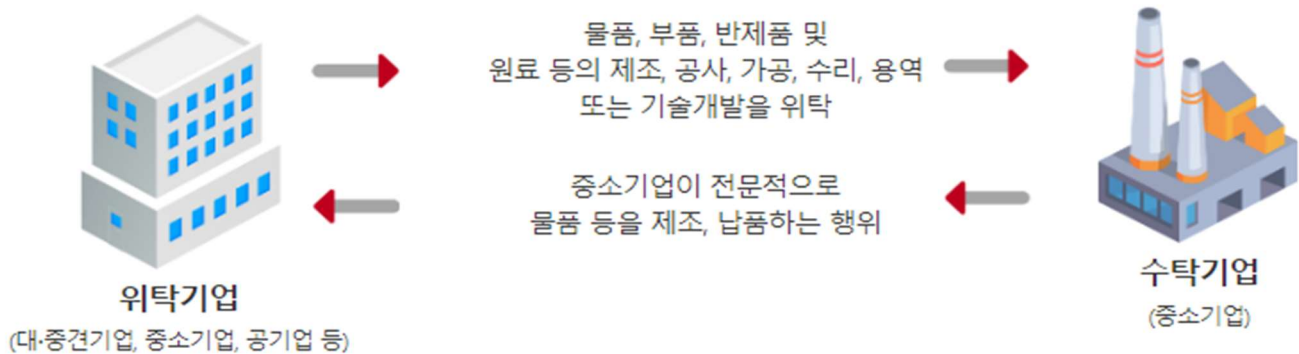 물품, 부품, 반제품 및
원료 등의 제조, 공사, 가공, 수리, 용역
또는 기술개발을 위탁
중소기업이 전문적으로
물품 등을 제조, 납품하는 행위
위탁기업
(대·중견기업, 중소기업, 공기업 등)
수탁기업
(중소기업)